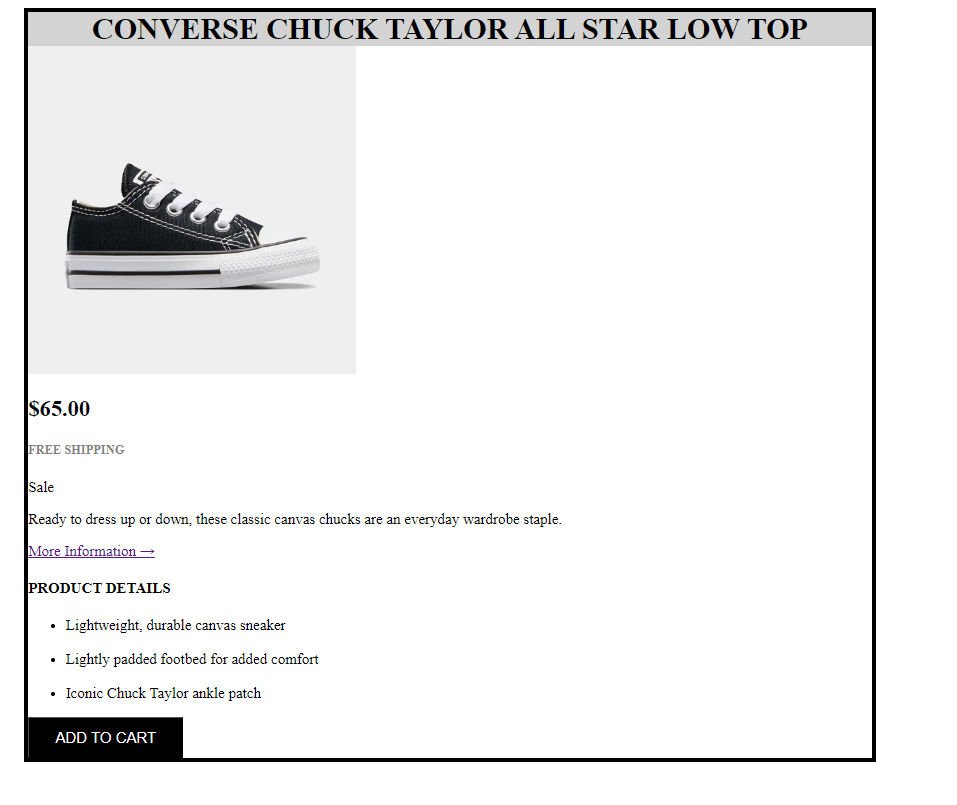 CONVERSE CHUCK TAYLOR ALL STAR LOW TOP
$65.00
FREE SHIPPING
Sale
Ready to dress up or down, these classic canvas chucks are an everyday wardrobe staple.
More Information →
PRODUCT DETAILS
• Lightweight, durable canvas sneaker
• Lightly padded footbed for added comfort
• Iconic Chuck Taylor ankle patch
ADD TO CART